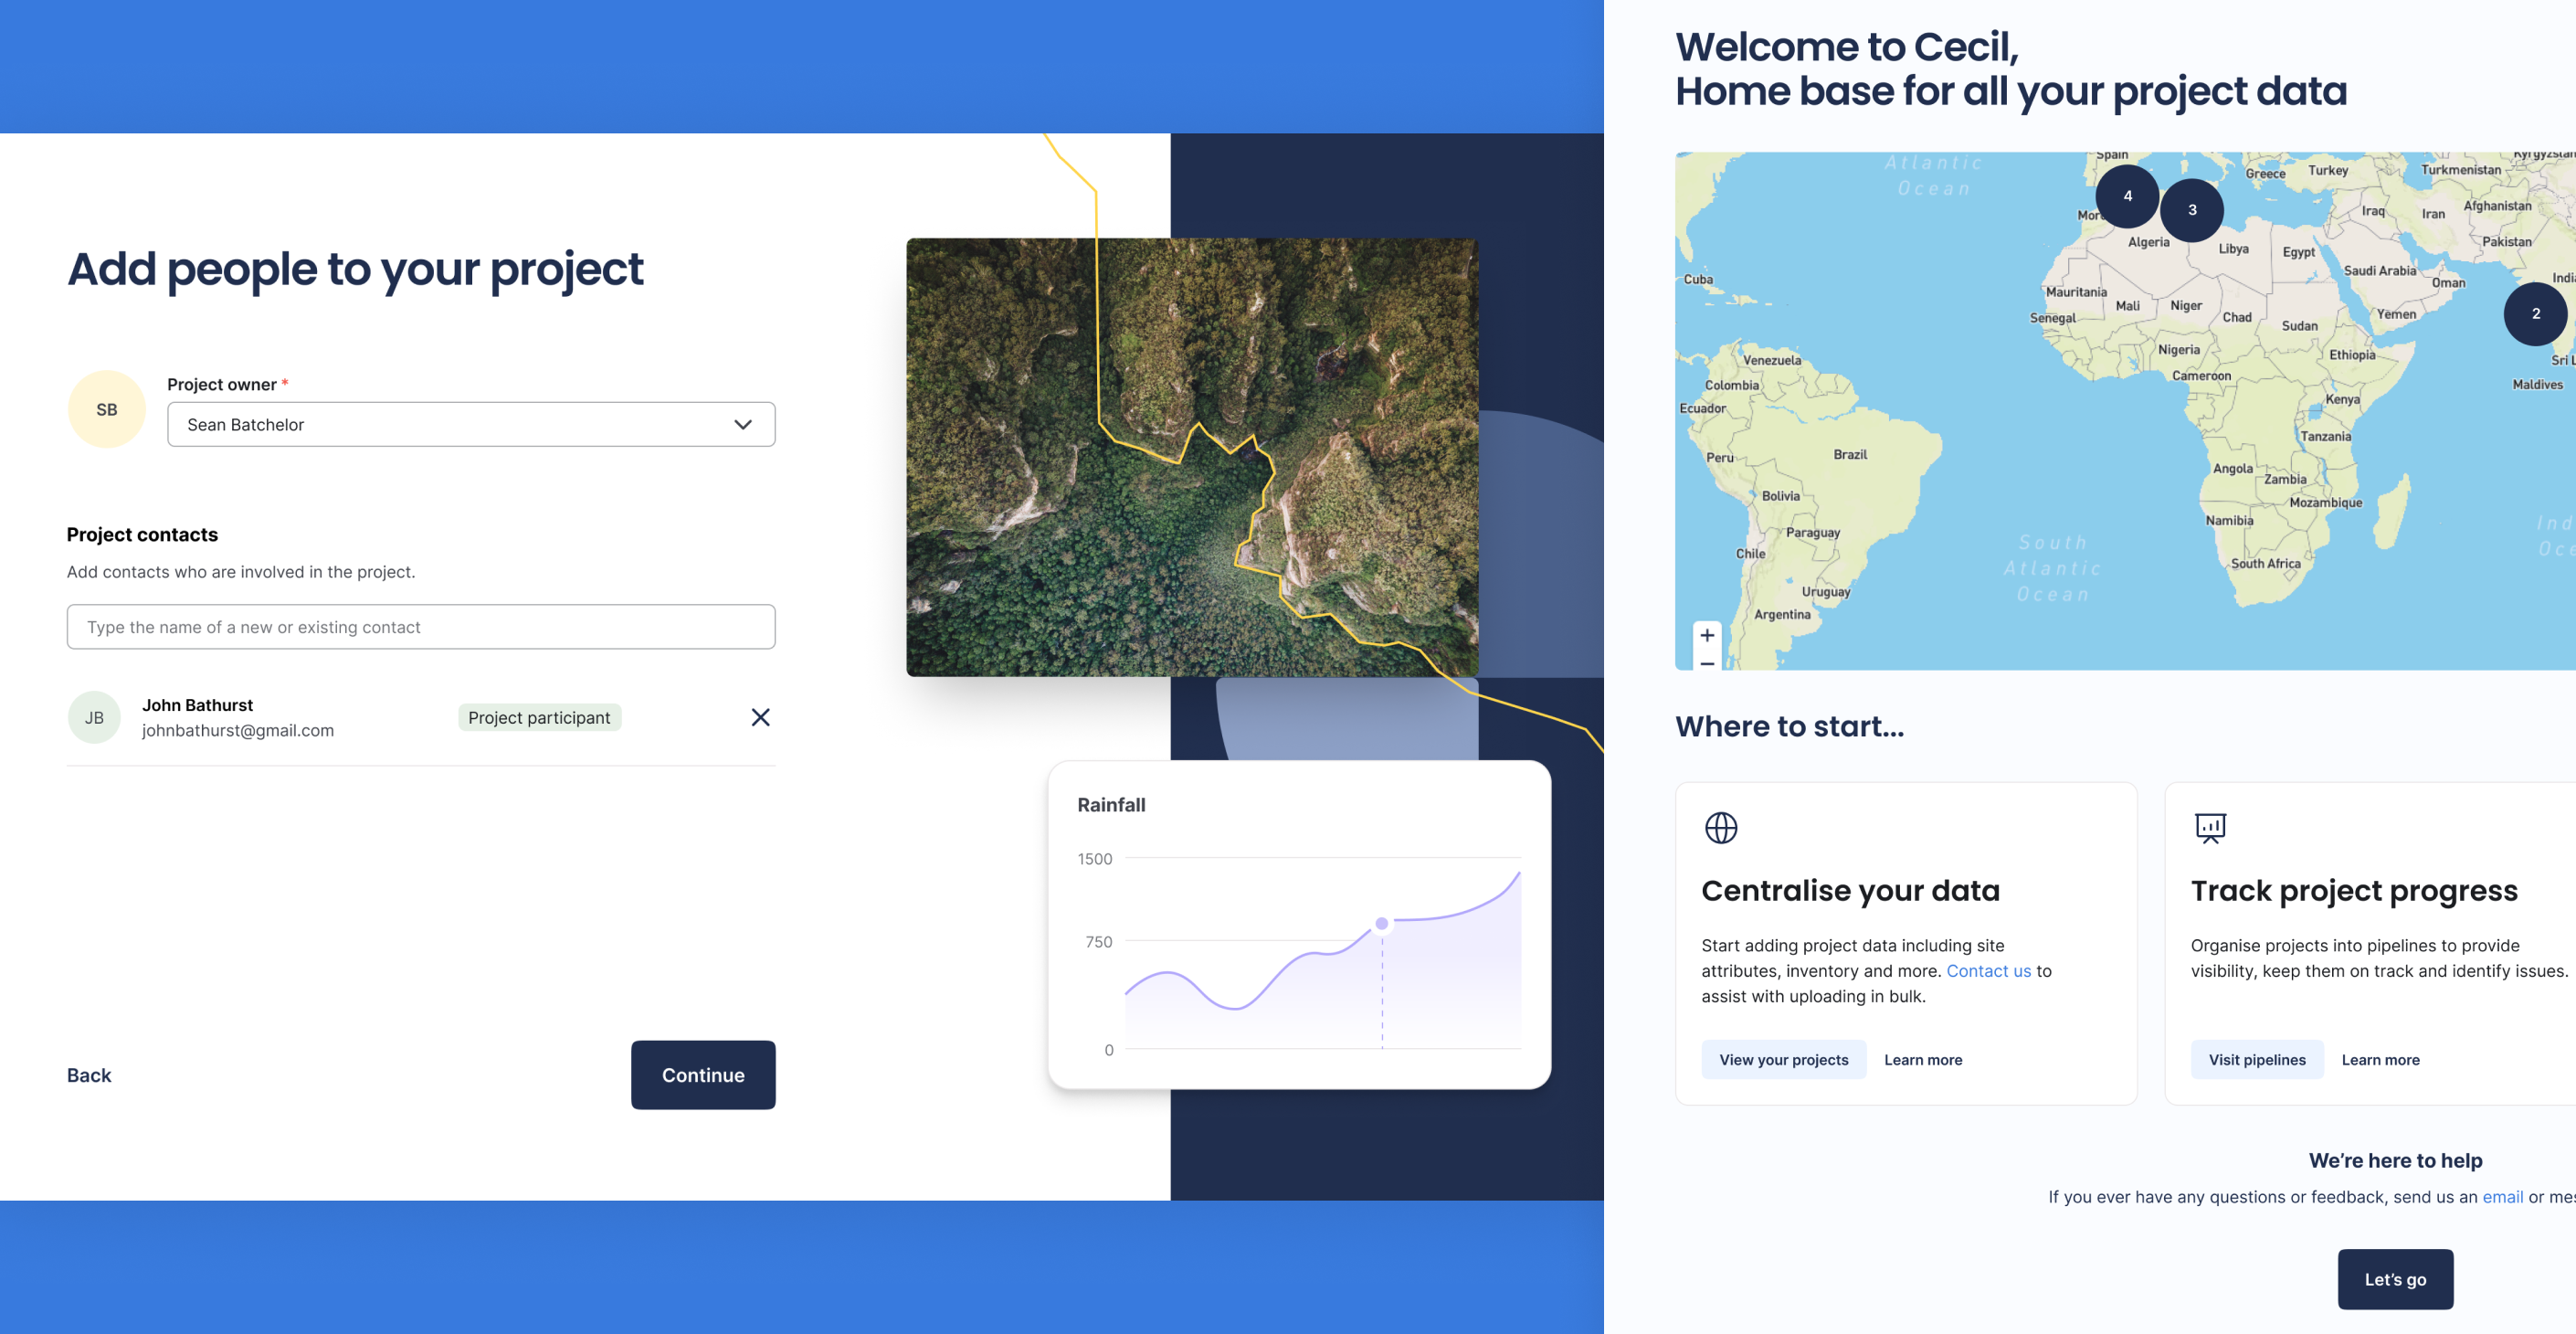 Add people to your project
SB
Project owner *
Sean Batchelor
Project contacts
Add contacts who are involved in the project.
Type the name of a new or existing contact
JB
John Bathurst
johnbathurst@gmail.com
Project participant
Back
Continue
Rainfall
1500
750
0
Welcome to Cecil,
Home base for all your project data
Atlantic
Ocean
Spain
Greece
Turkey
Turkmenistan
Kyrgyzstan
4
3
Mor
Algeria
Libya
Egypt
Iraq
Iran
Afghanistan
Pakistan
Saudi Arabia
Oman
India
Cuba
Mauritania
Mali
Niger
Chad
Sudan
Yemen
2
Senegal
Nigeria
Cameroon
Ethiopia
Sri L
Maldives
Venezuela
Colombia
Ecuador
Kenya
Tanzania
Peru
Brazil
Angola
Zambia
Mozambique
Bolivia
Namibia
Paraguay
Chile
South Africa
South
Atlantic
Ocean
Ind
Oce
Uruguay
Argentina
+
−
Where to start...
Centralise your data
Start adding project data including site
attributes, inventory and more. Contact us to
assist with uploading in bulk.
View your projects
Learn more
Track project progress
Organise projects into pipelines to provide
visibility, keep them on track and identify issues.
Visit pipelines
Learn more
We’re here to help
If you ever have any questions or feedback, send us an email or mes
Let’s go